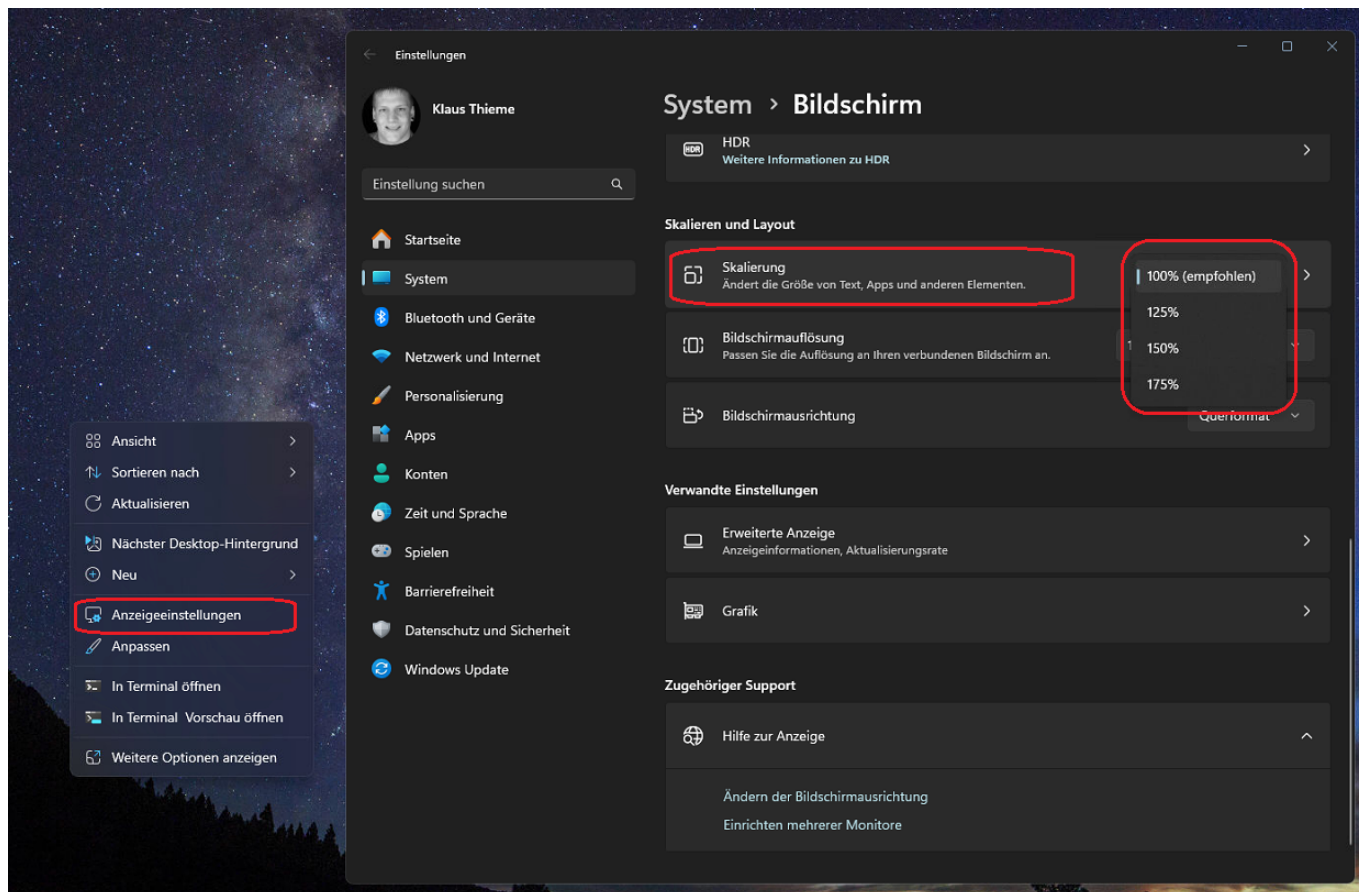 Einstellungen
Klaus Thieme
Einstellung suchen
Startseite
System
Bluetooth und Geräte
Netzwerk und Internet
Personalisierung
Apps
Konten
Zeit und Sprache
Spielen
Barrierefreiheit
Datenschutz und Sicherheit
Windows Update
System > Bildschirm
HDR
HDR
Weitere Informationen zu HDR
Skalieren und Layout
Skalierung
Ändert die Größe von Text, Apps und anderen Elementen.
100% (empfohlen)
125%
150%
175%
Bildschirmauflösung
Passen Sie die Auflösung an Ihren verbundenen Bildschirm an.
1
Bildschirmausrichtung
Querformat
Verwandte Einstellungen
Erweiterte Anzeige
Anzeigeinformationen, Aktualisierungsrate
Grafik
Zugehöriger Support
Hilfe zur Anzeige
Ändern der Bildschirmausrichtung
Einrichten mehrerer Monitore
Ansicht
Sortieren nach
Aktualisieren
Nächster Desktop-Hintergrund
Neu
Anzeigeeinstellungen
Anpassen
In Terminal öffnen
In Terminal Vorschau öffnen
Weitere Optionen anzeigen